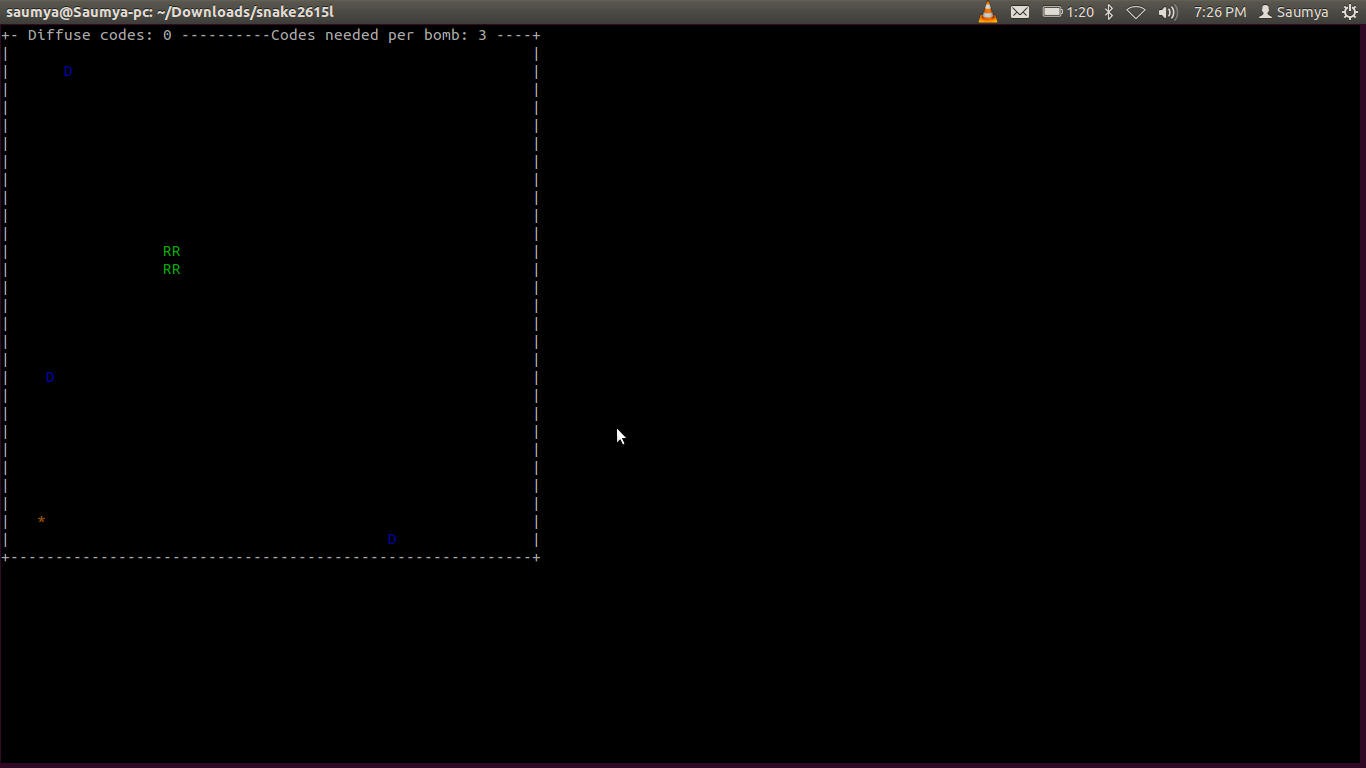 saumya@Saumya-pc: ~/Downloads/snake2615l 1:20 7:26 PM Saumya
+- Diffuse codes: 0 ----------Codes needed per bomb: 3 ----+
D
RR
RR
D
*
D
+----------------------------------------------------------+